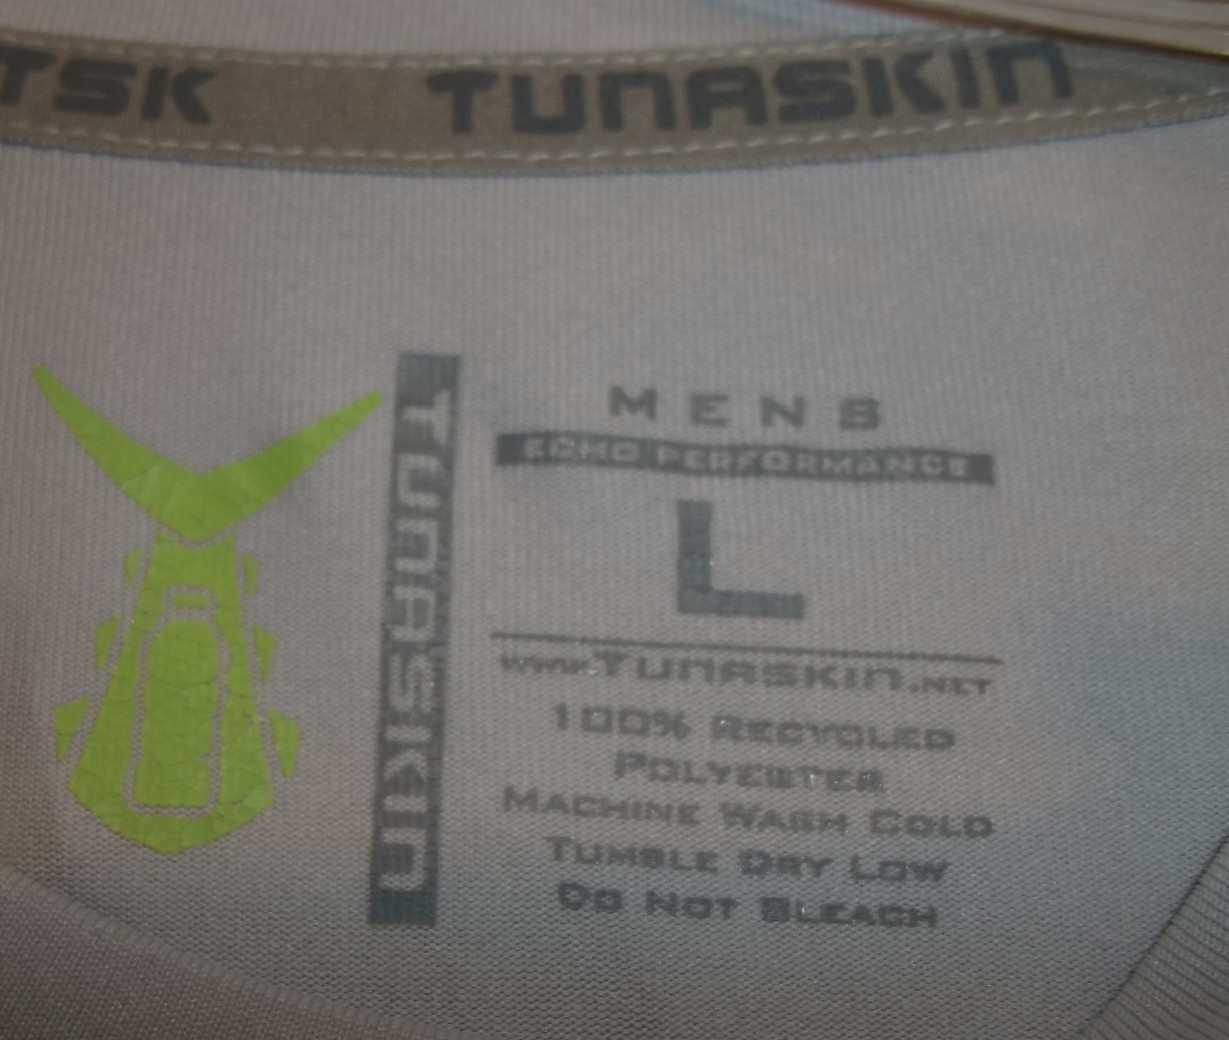 TSK TUNASKIN
TUNASKIN
MENS
ECHO PERFORMANCE
L
www.TUNASKIN.NET
100% RECYCLED
POLYESTER
MACHINE WASH COLD
TUMBLE DRY LOW
DO NOT BLEACH